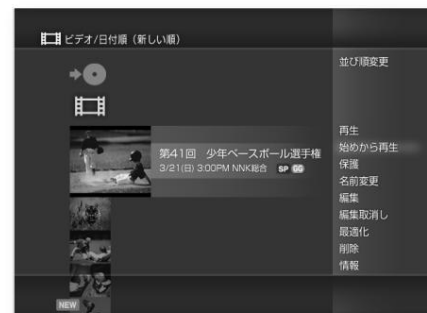 ビデオ/日付順（新しい順）
並び順変更
第41回　少年ベースボール選手権
3/21(日) 3:00PM NNK総合 SP GG
再生
始めから再生
保護
名前変更
編集
編集取消し
最適化
削除
情報
NEW